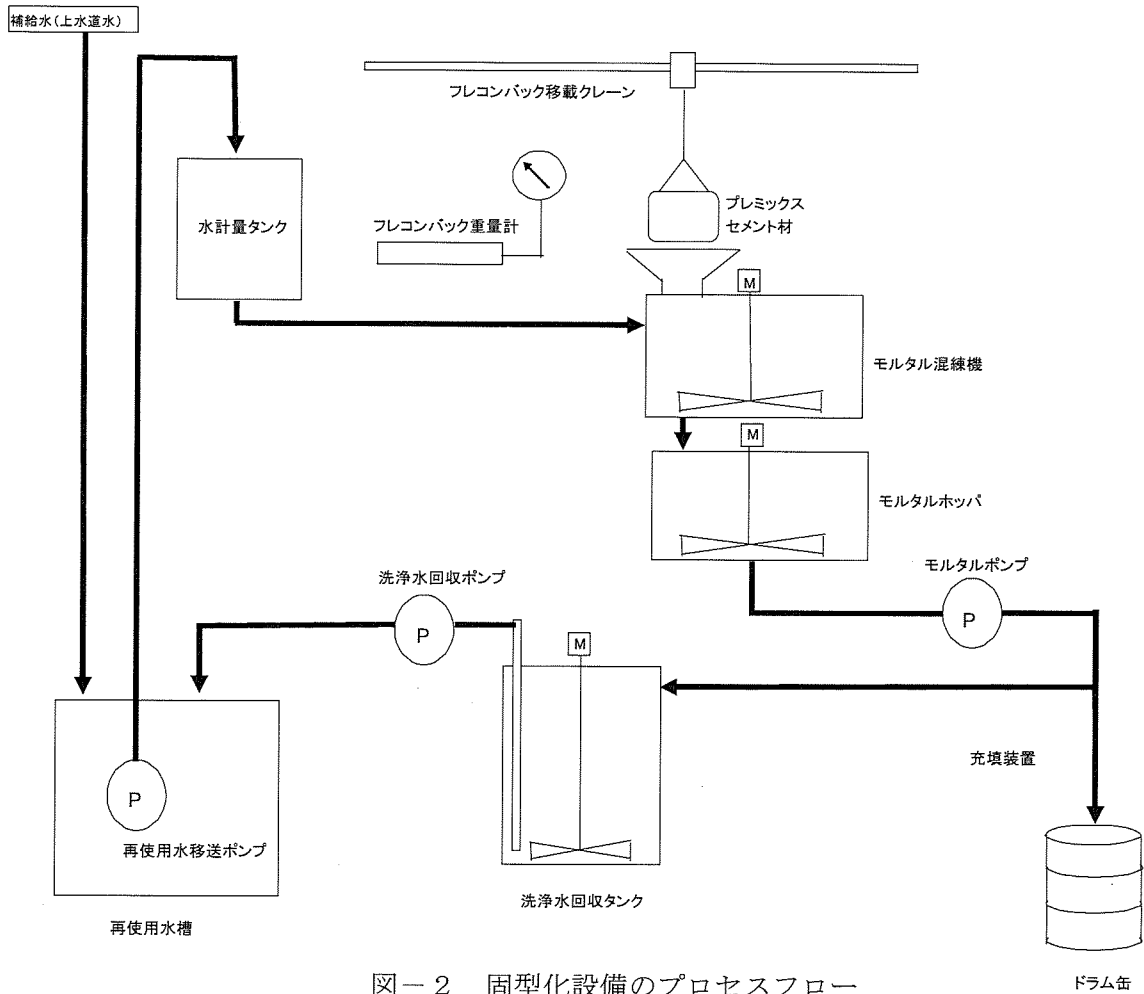 補給水(上水道水)
フレコンバック移載クレーン
水計量タンク
フレコンバック重量計
プレミックス
セメント材
M
モルタル混練機
M
モルタルホッパ
洗浄水回収ポンプ
モルタルポンプ
P
P
M
充填装置
P
再使用水移送ポンプ
洗浄水回収タンク
再使用水槽
ドラム缶
図-2 固型化設備のプロセスフロー